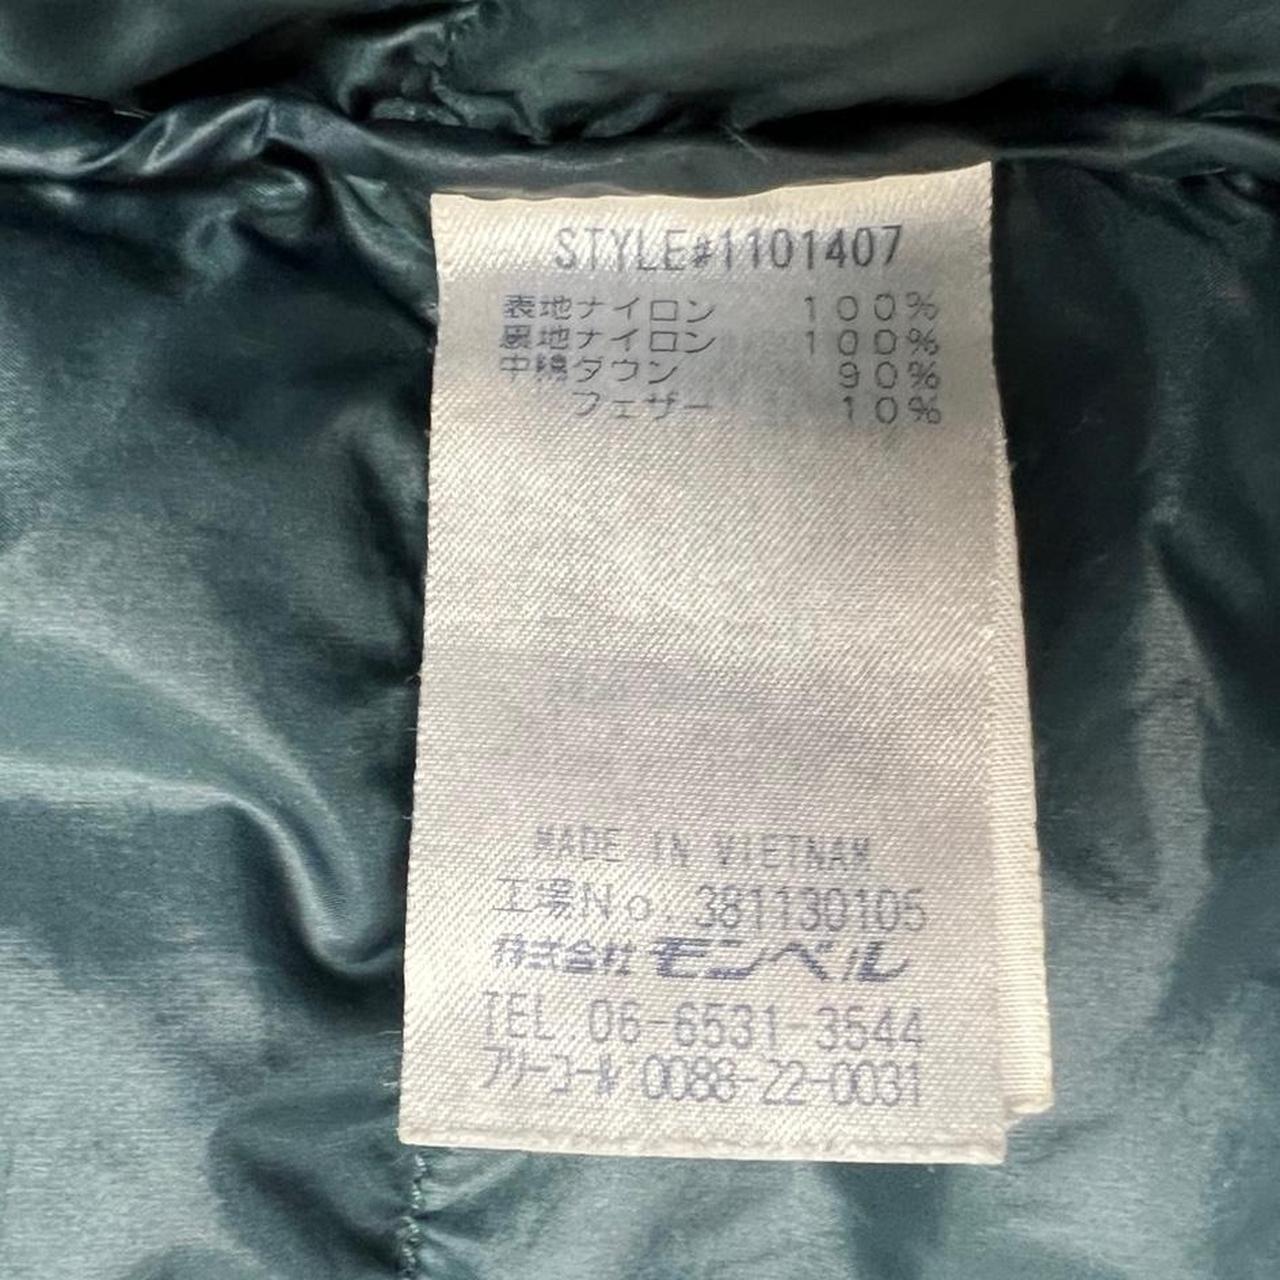 STYLE#1101407
表地ナイロン 100%
裏地ナイロン 100%
中綿ダウン 90%
フェザー 10%
MADE IN VIETNAM
工場No. 381130105
株式会社モンベル
TEL 06-6531-3544
フリーコール 0088-22-0031